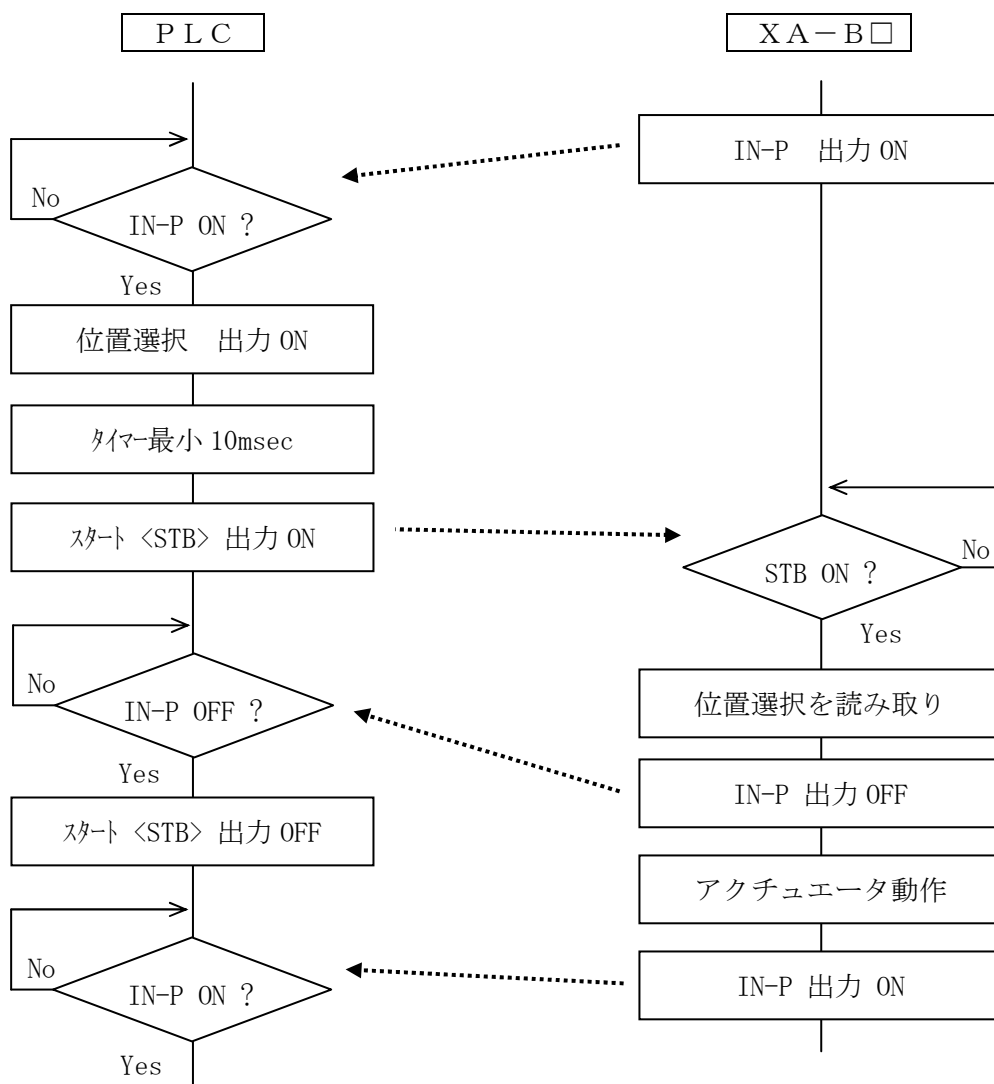 ＰＬＣ
IN-P ON ?
No
Yes
位置選択　出力 ON
ﾀｲﾏｰ最小 10msec
ｽﾀｰﾄ <STB> 出力 ON
IN-P OFF ?
No
Yes
ｽﾀｰﾄ <STB> 出力 OFF
IN-P ON ?
No
Yes
ＸＡ－Ｂ□
IN-P　出力 ON
STB ON ?
No
Yes
位置選択を読み取り
IN-P 出力 OFF
アクチュエータ動作
IN-P 出力 ON